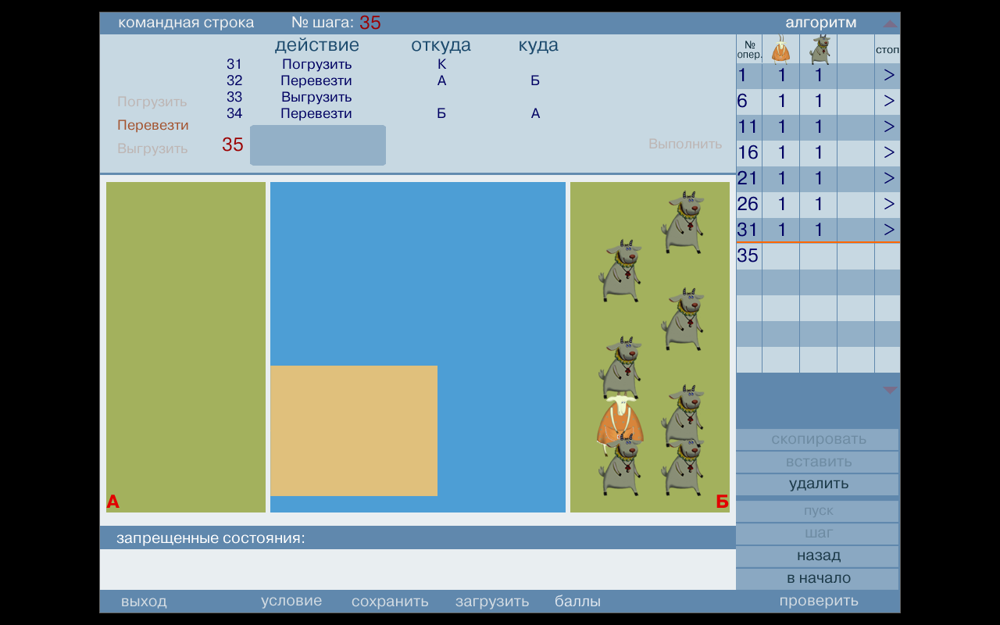 командная строка № шага: 35 алгоритм
действие откуда куда
№ опер. стоп
31 Погрузить К
32 Перевезти А Б
33 Выгрузить
34 Перевезти Б А
35
Погрузить
Перевезти
Выгрузить
Выполнить
1 1 1 >
6 1 1 >
11 1 1 >
16 1 1 >
21 1 1 >
26 1 1 >
31 1 1 >
35
А Б
скопировать
вставить
удалить
пуск
шаг
назад
в начало
запрещенные состояния:
выход условие сохранить загрузить баллы проверить